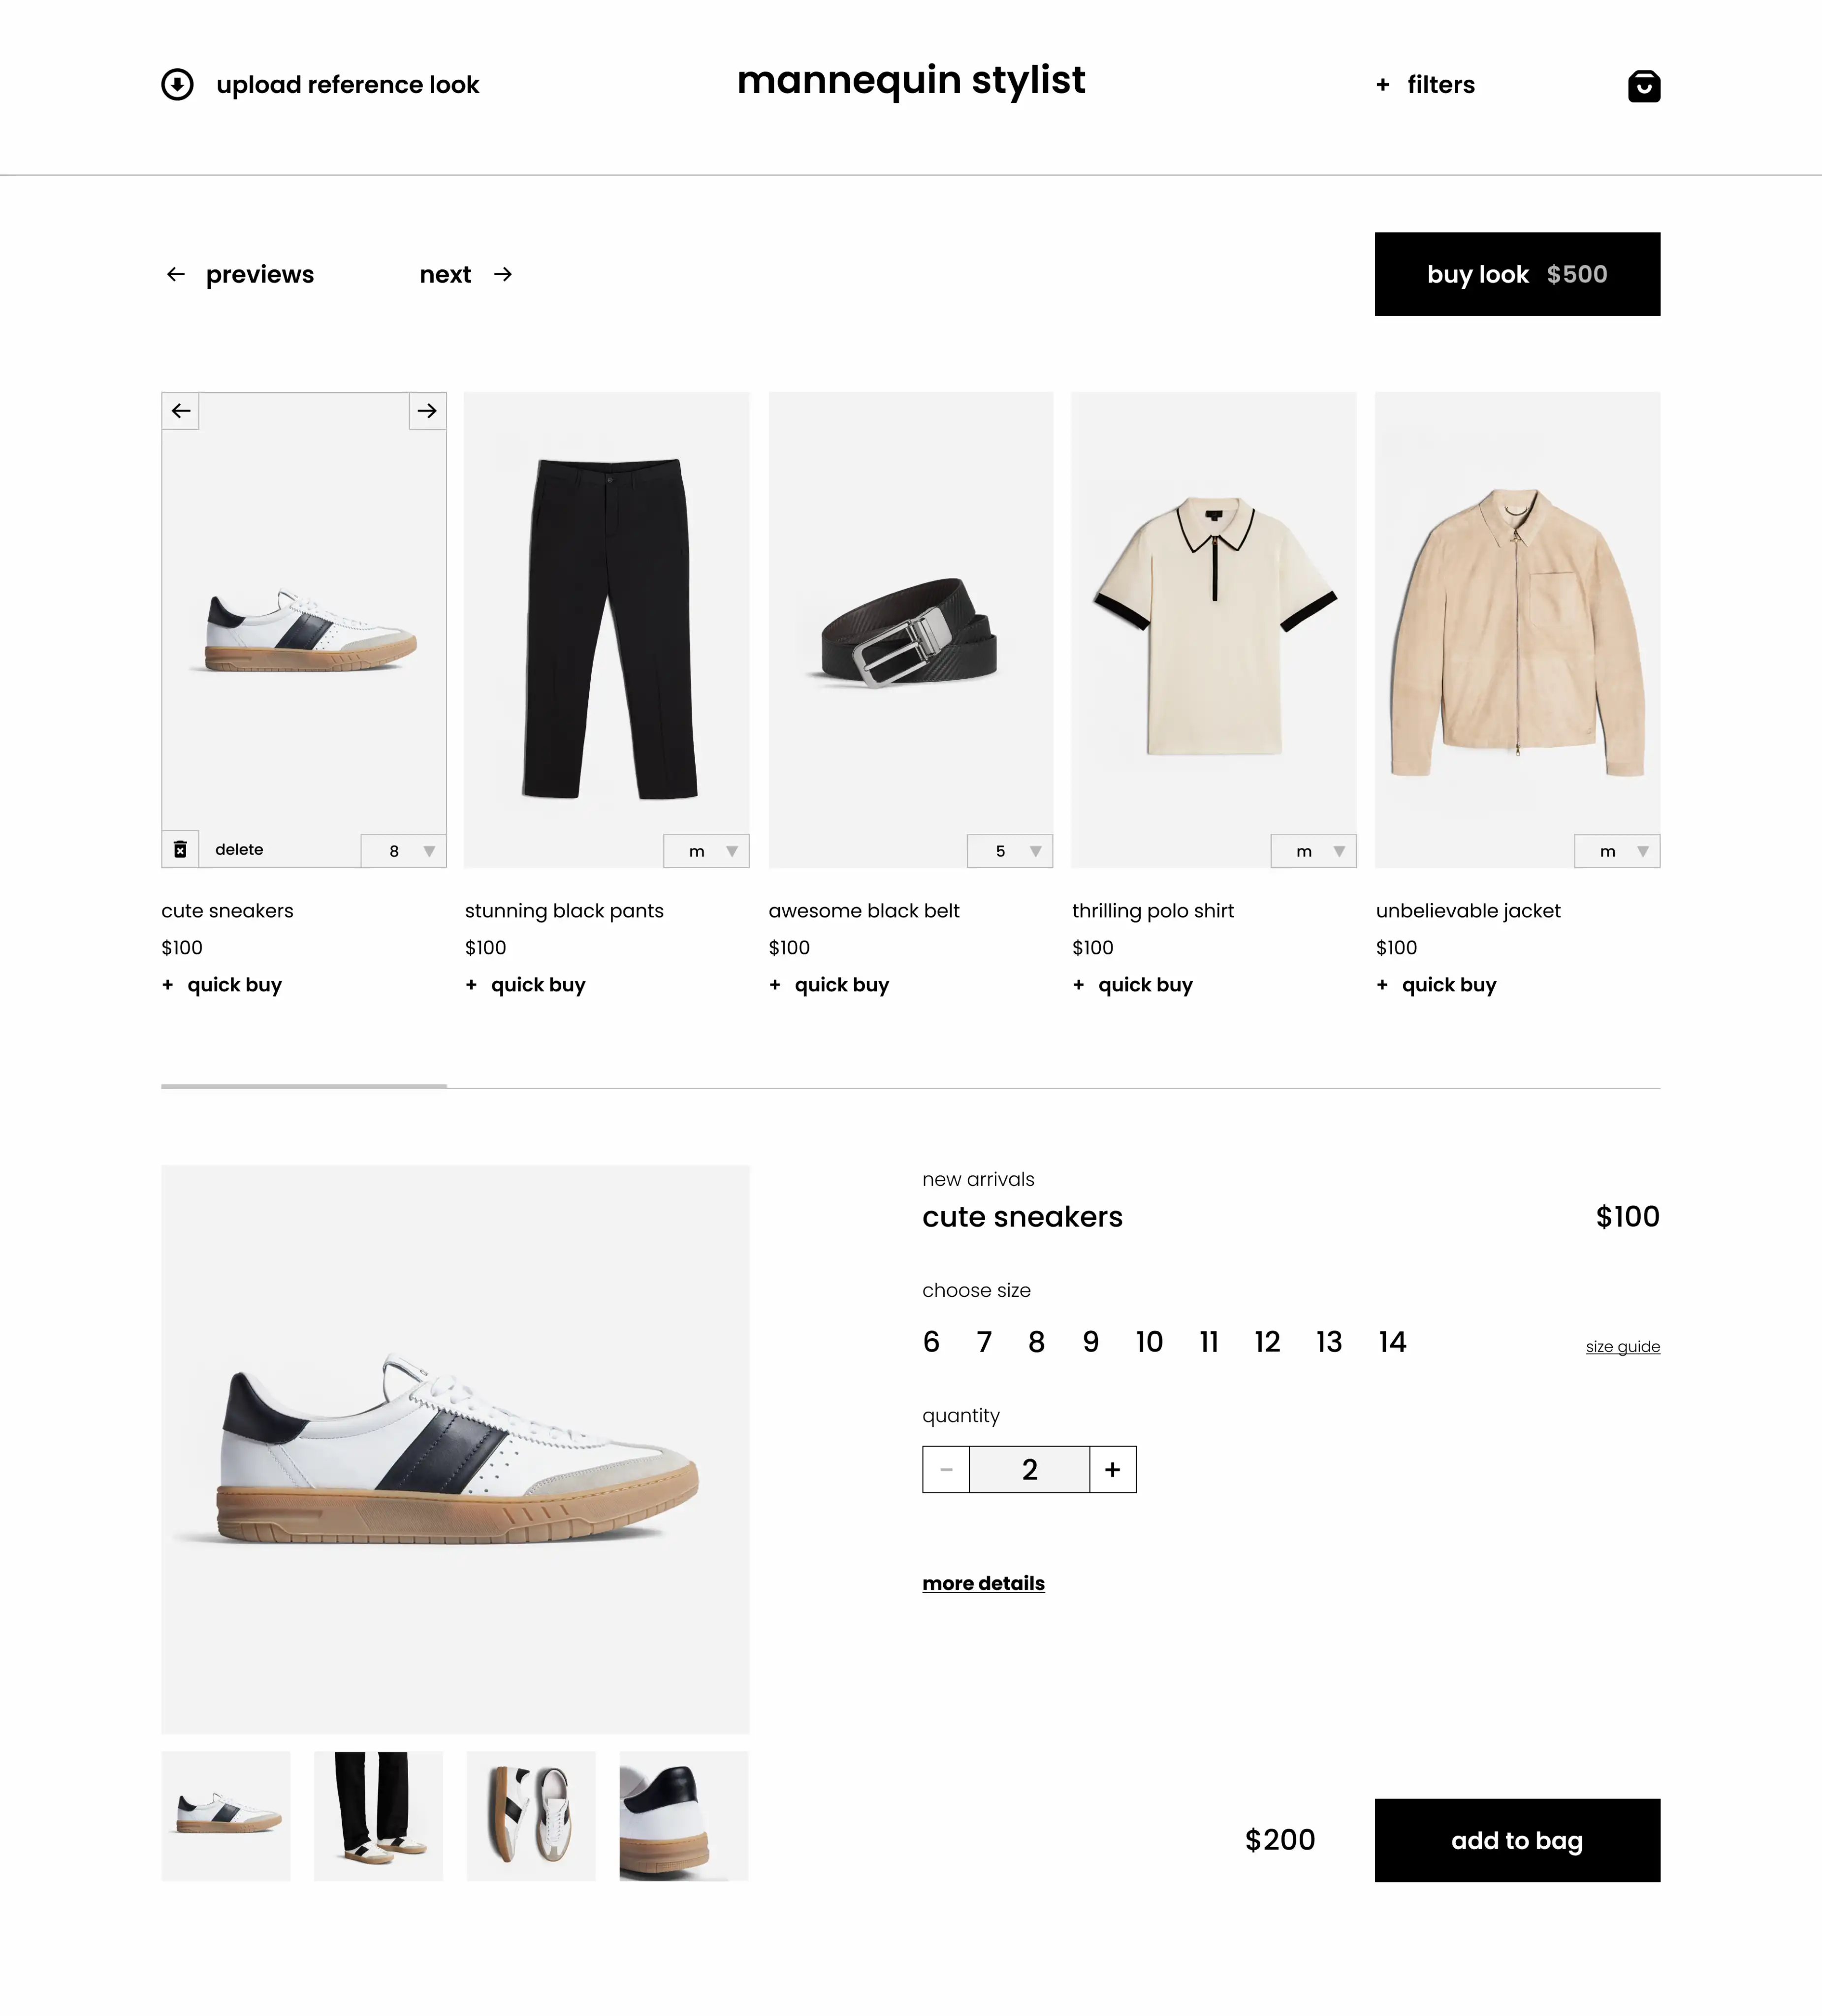 upload reference look
mannequin stylist
+ filters
← previews
next →
buy look $500
← →
delete
8 ▼
m ▼
5 ▼
m ▼
m ▼
cute sneakers
$100
+ quick buy
stunning black pants
$100
+ quick buy
awesome black belt
$100
+ quick buy
thrilling polo shirt
$100
+ quick buy
unbelievable jacket
$100
+ quick buy
new arrivals
cute sneakers
$100
choose size
6 7 8 9 10 11 12 13 14
size guide
quantity
− 2 +
more details
$200
add to bag